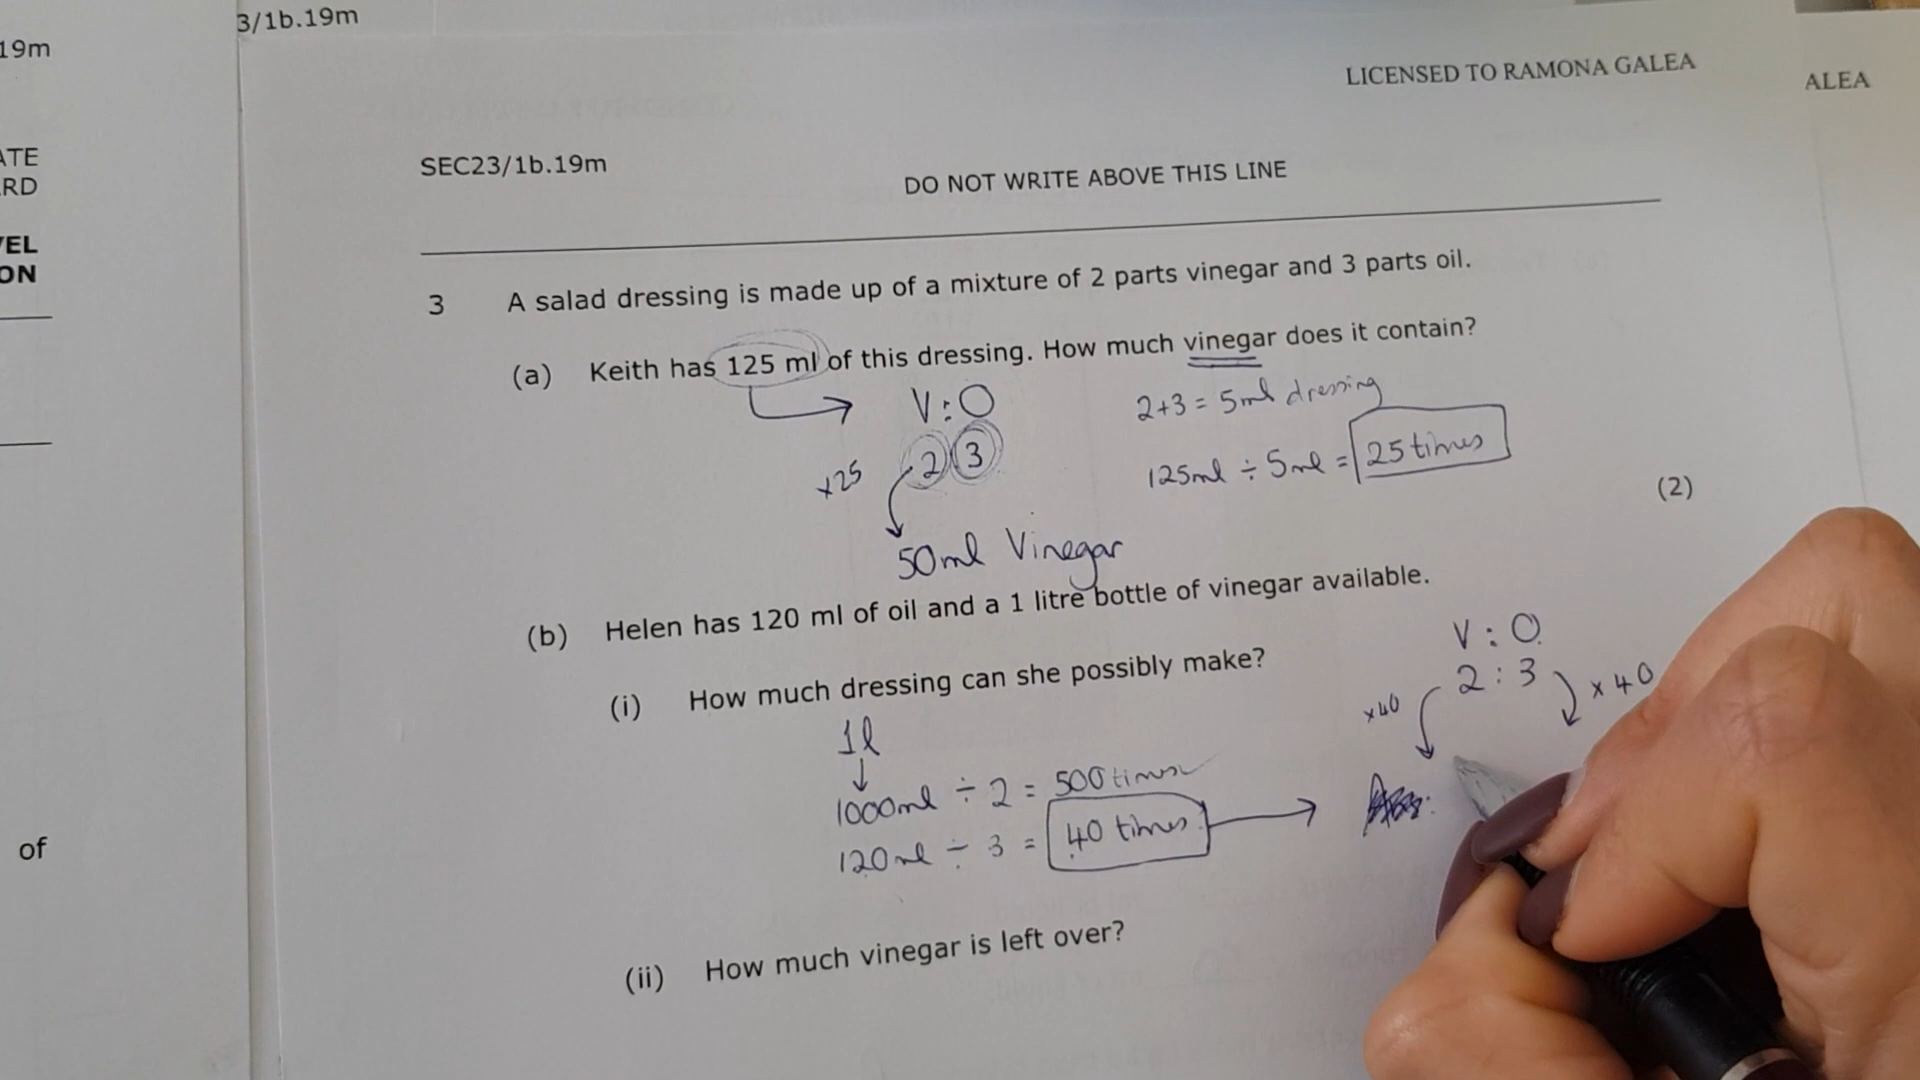 3/1b.19m
19m
LICENSED TO RAMONA GALEA
ALEA
ATE
RD
VEL
ON
of
SEC23/1b.19m
DO NOT WRITE ABOVE THIS LINE
3 A salad dressing is made up of a mixture of 2 parts vinegar and 3 parts oil.
(a) Keith has 125 ml of this dressing. How much vinegar does it contain?
V : O
2+3 = 5ml dressing
2 3
x25
125ml ÷ 5ml = 25 times
(2)
50ml Vinegar
(b) Helen has 120 ml of oil and a 1 litre bottle of vinegar available.
V : O
(i) How much dressing can she possibly make?
2 : 3
x40
x 40
1l
1000ml ÷ 2 = 500 times
120ml ÷ 3 = 40 times
(ii) How much vinegar is left over?